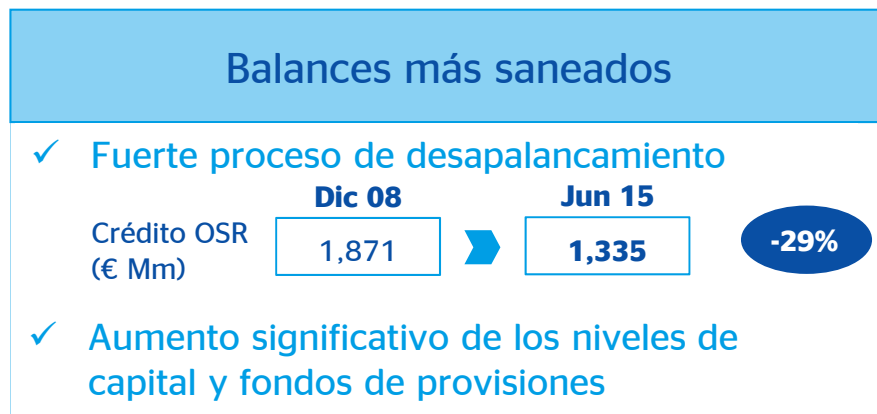 Balances más saneados
✓ Fuerte proceso de desapalancamiento
Dic 08 Jun 15
Crédito OSR
(€ Mm)
1,871 1,335 -29%
✓ Aumento significativo de los niveles de
capital y fondos de provisiones